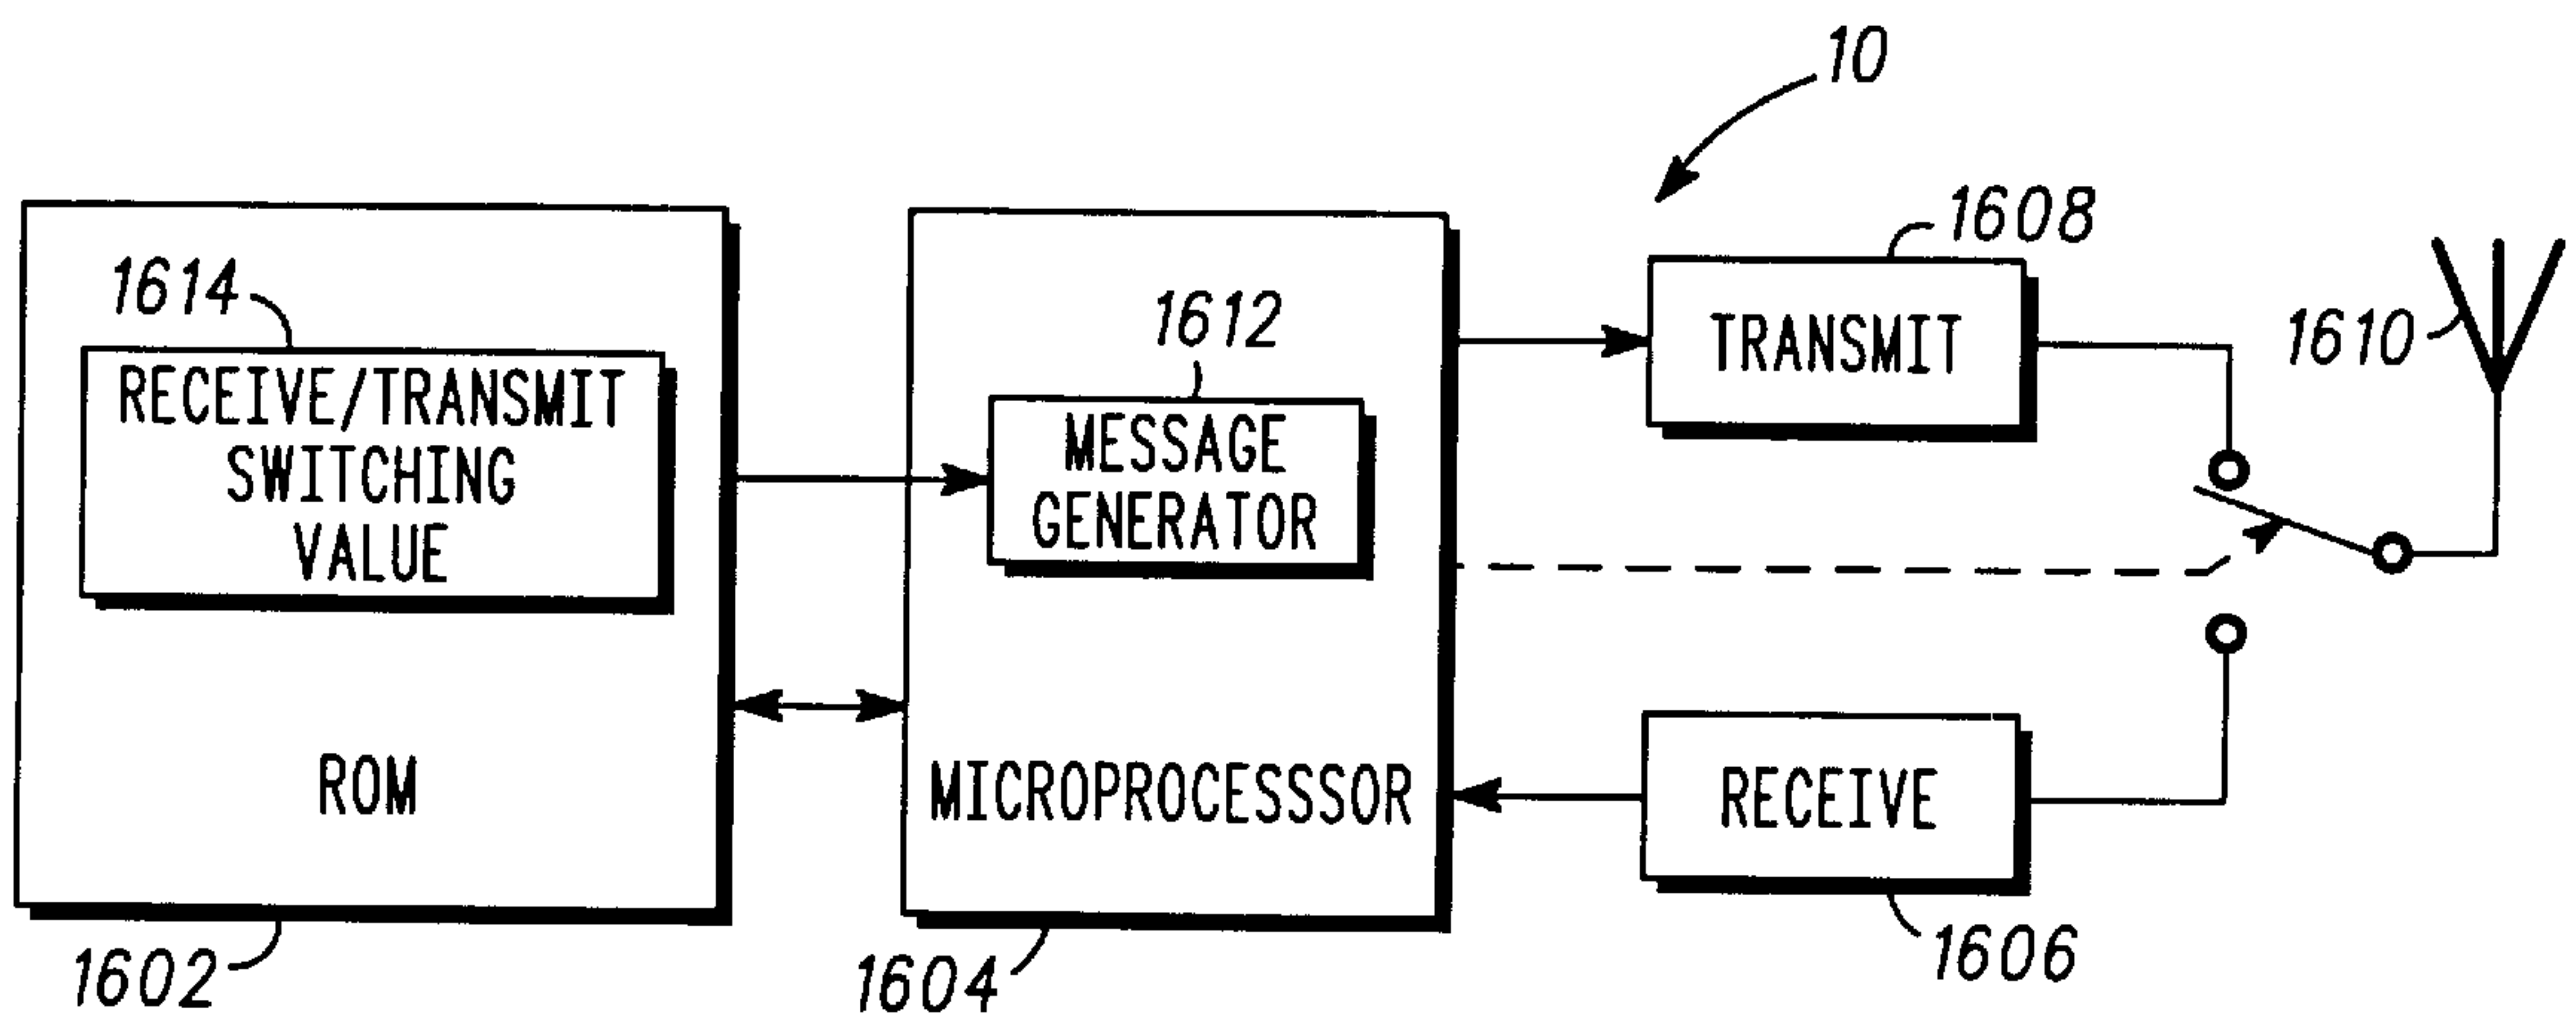 10
1608
1614
1612
1610
RECEIVE/TRANSMIT
SWITCHING
VALUE
TRANSMIT
MESSAGE
GENERATOR
ROM
MICROPROCESSSOR
RECEIVE
1602
1604
1606